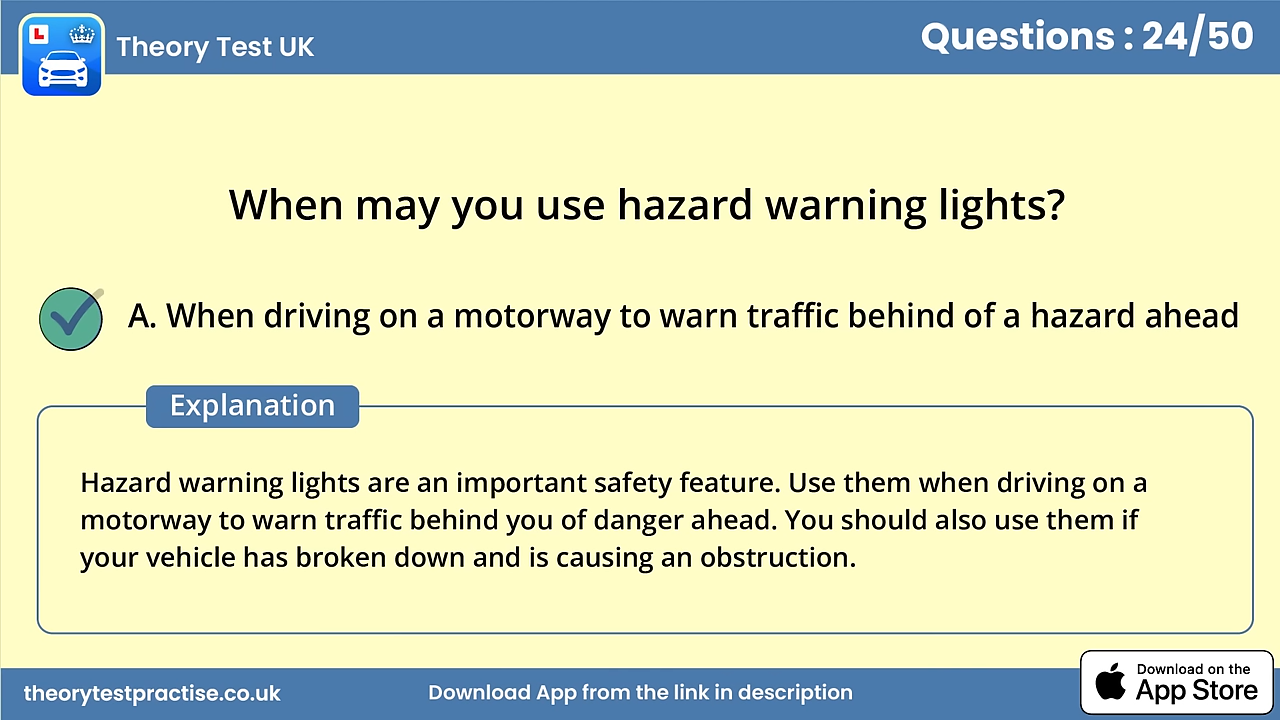 L
Theory Test UK
Questions : 24/50
When may you use hazard warning lights?
A. When driving on a motorway to warn traffic behind of a hazard ahead
Explanation
Hazard warning lights are an important safety feature. Use them when driving on a
motorway to warn traffic behind you of danger ahead. You should also use them if
your vehicle has broken down and is causing an obstruction.
theorytestpractise.co.uk
Download App from the link in description
Download on the
App Store